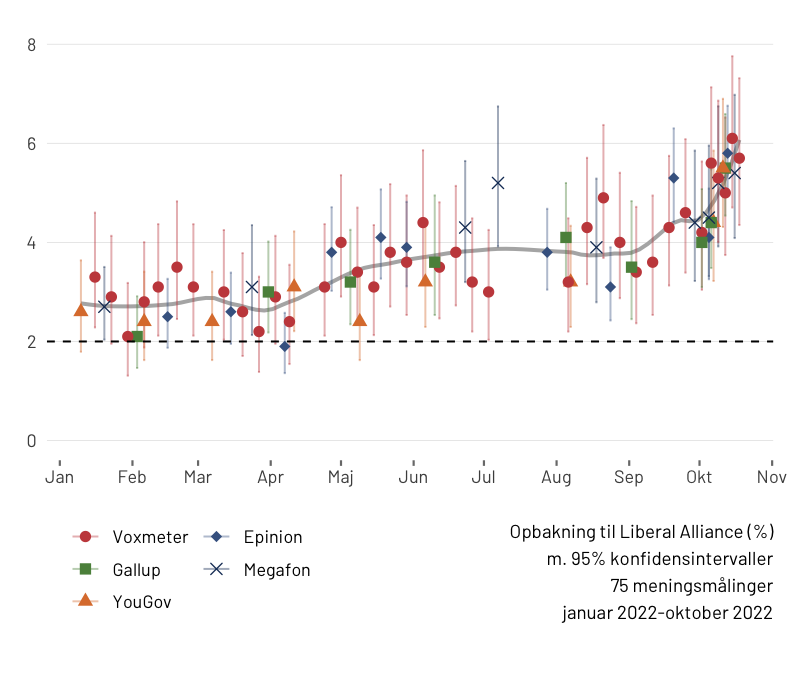 8
6
4
2
0
Jan Feb Mar Apr Maj Jun Jul Aug Sep Okt Nov
Voxmeter Epinion
Gallup Megafon
YouGov
Opbakning til Liberal Alliance (%)
m. 95% konfidensintervaller
75 meningsmålinger
januar 2022-oktober 2022